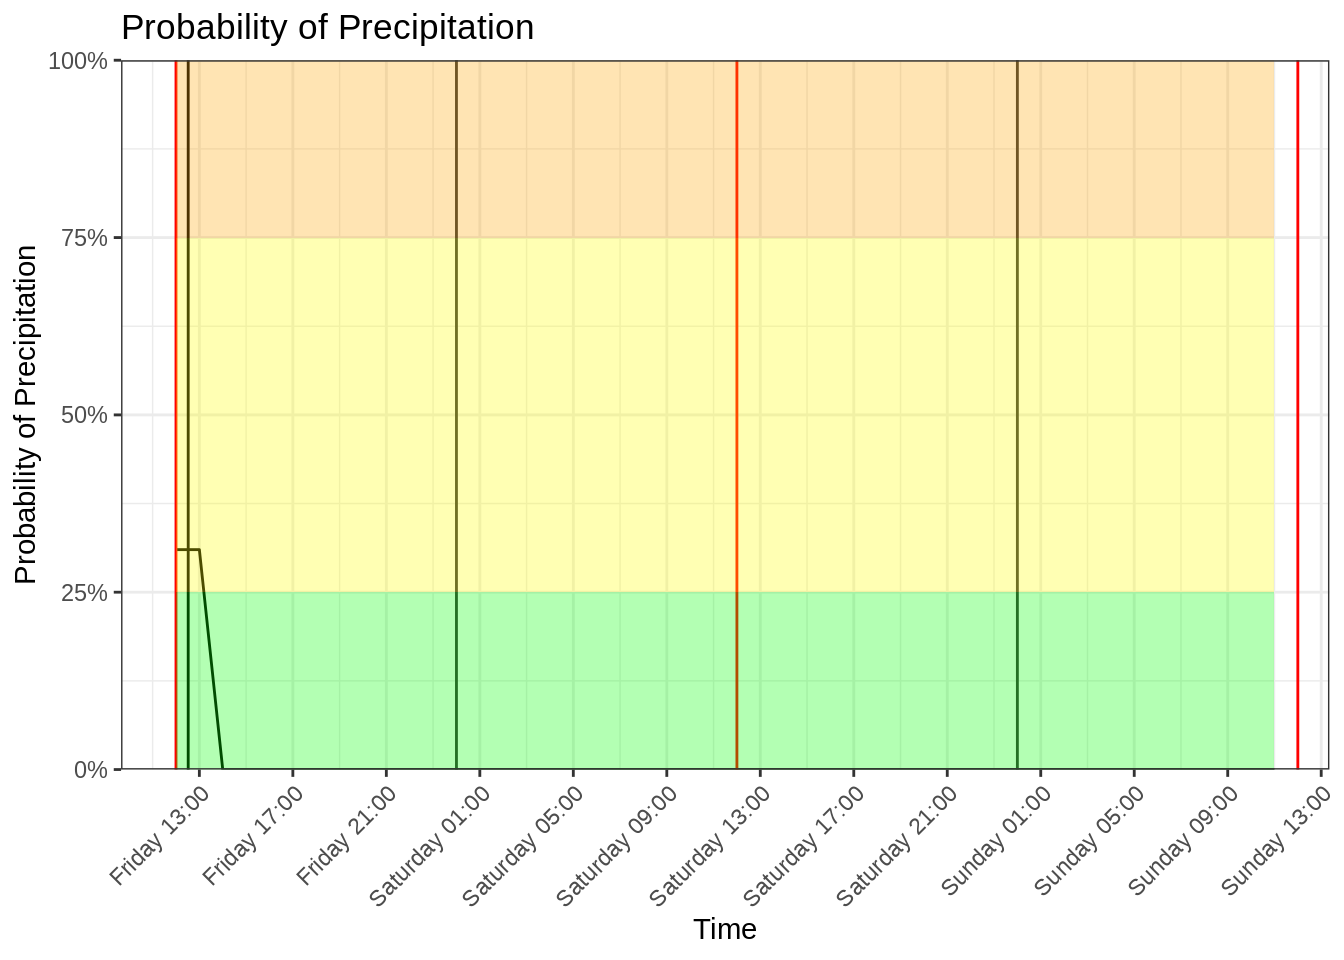 Probability of Precipitation
Probability of Precipitation
100%
75%
50%
25%
0%
Friday 13:00
Friday 17:00
Friday 21:00
Saturday 01:00
Saturday 05:00
Saturday 09:00
Saturday 13:00
Saturday 17:00
Saturday 21:00
Sunday 01:00
Sunday 05:00
Sunday 09:00
Sunday 13:00
Time